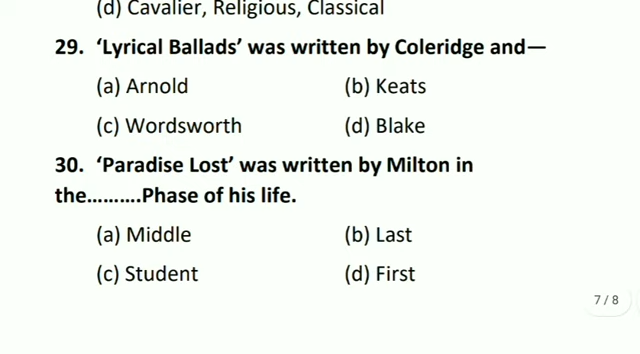 (d) Cavalier, Religious, Classical
29. ‘Lyrical Ballads’ was written by Coleridge and—
(a) Arnold (b) Keats
(c) Wordsworth (d) Blake
30. ‘Paradise Lost’ was written by Milton in
the..........Phase of his life.
(a) Middle (b) Last
(c) Student (d) First
7 / 8